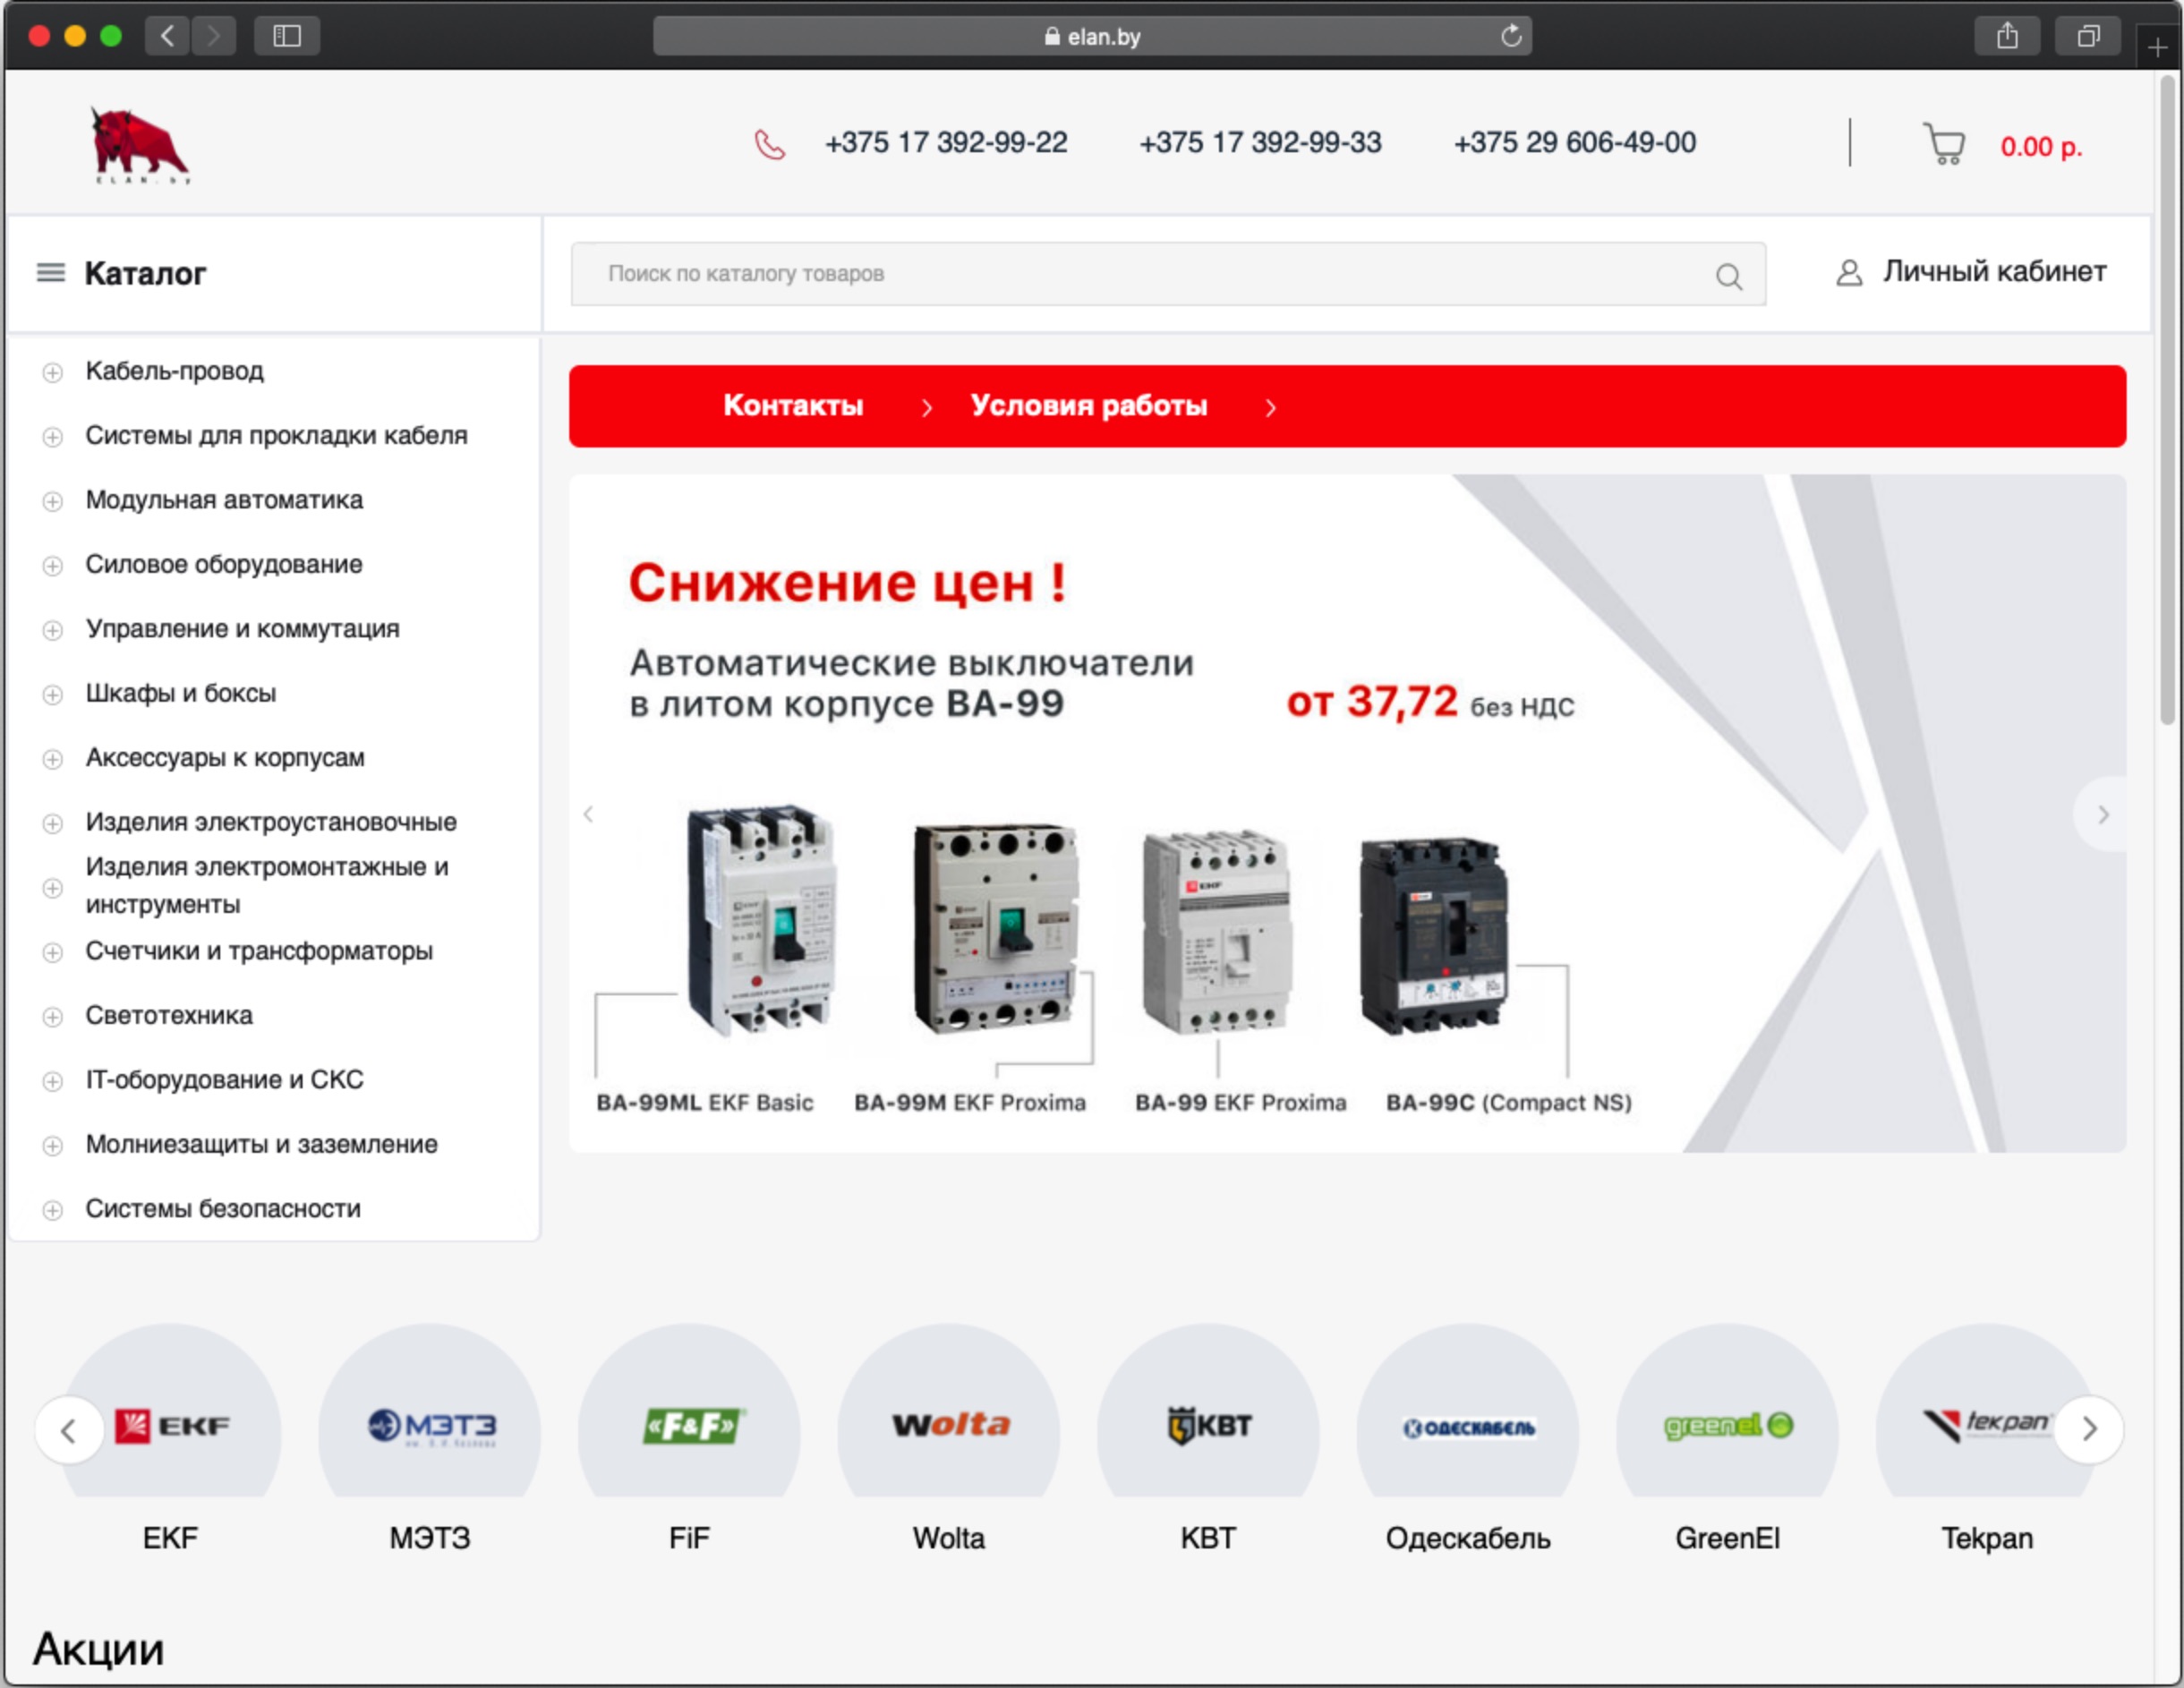 elan.by
ELAN.by
+375 17 392-99-22
+375 17 392-99-33
+375 29 606-49-00
0.00 р.
Каталог
Поиск по каталогу товаров
Личный кабинет
Кабель-провод
Системы для прокладки кабеля
Модульная автоматика
Силовое оборудование
Управление и коммутация
Шкафы и боксы
Аксессуары к корпусам
Изделия электроустановочные
Изделия электромонтажные и
инструменты
Счетчики и трансформаторы
Светотехника
IT-оборудование и СКС
Молниезащиты и заземление
Системы безопасности
Контакты
Условия работы
Снижение цен !
Автоматические выключатели
в литом корпусе ВА-99
от 37,72 без НДС
EKF
ВА-99ML EKF Basic
ВА-99М EKF Proxima
ВА-99 EKF Proxima
ВА-99С (Compact NS)
EKF
МЭТЗ
«F&F»
Wolta
КВТ
ОДЕСКАБЕЛЬ
greenel
tekpan
EKF
МЭТЗ
FiF
Wolta
КВТ
Одескабель
GreenEl
Tekpan
Акции